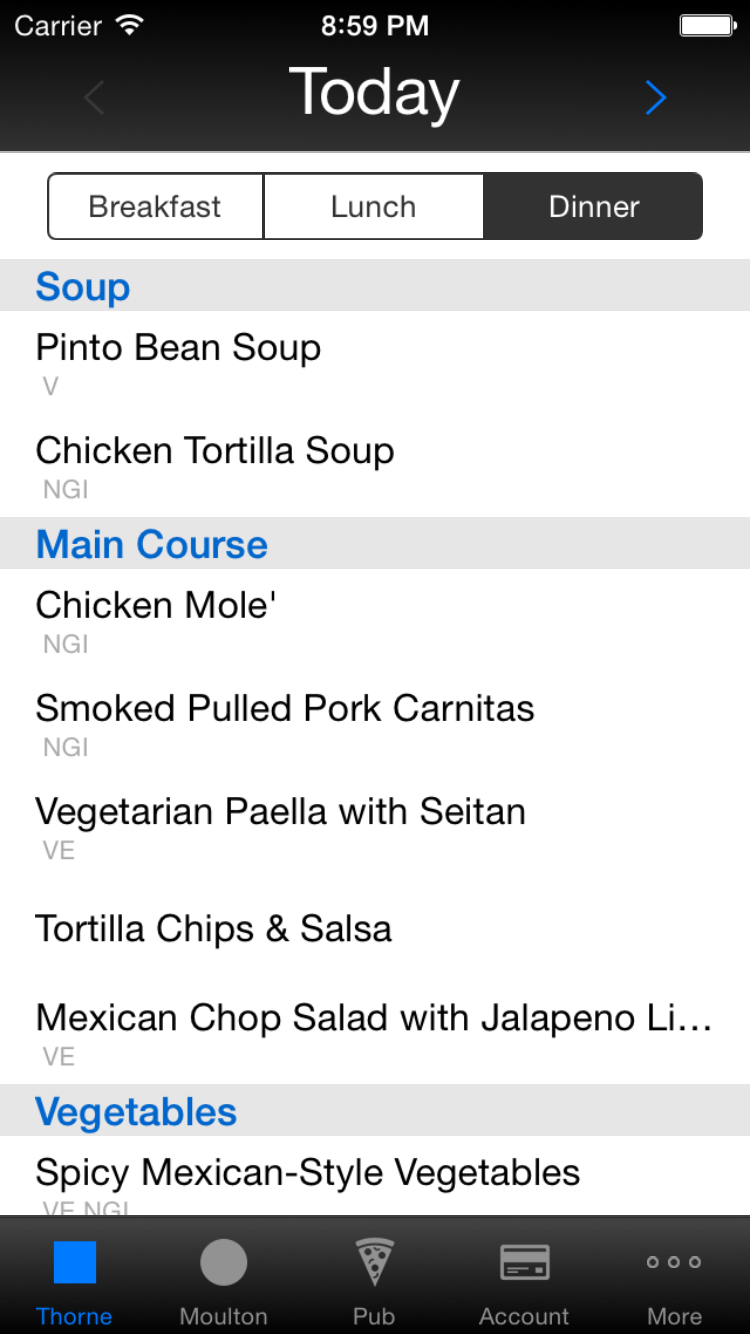 Carrier 8:59 PM
Today
Breakfast Lunch Dinner
Soup
Pinto Bean Soup
V
Chicken Tortilla Soup
NGI
Main Course
Chicken Mole'
NGI
Smoked Pulled Pork Carnitas
NGI
Vegetarian Paella with Seitan
VE
Tortilla Chips & Salsa
Mexican Chop Salad with Jalapeno Li...
VE
Vegetables
Spicy Mexican-Style Vegetables
VE NGI
Thorne Moulton Pub Account More